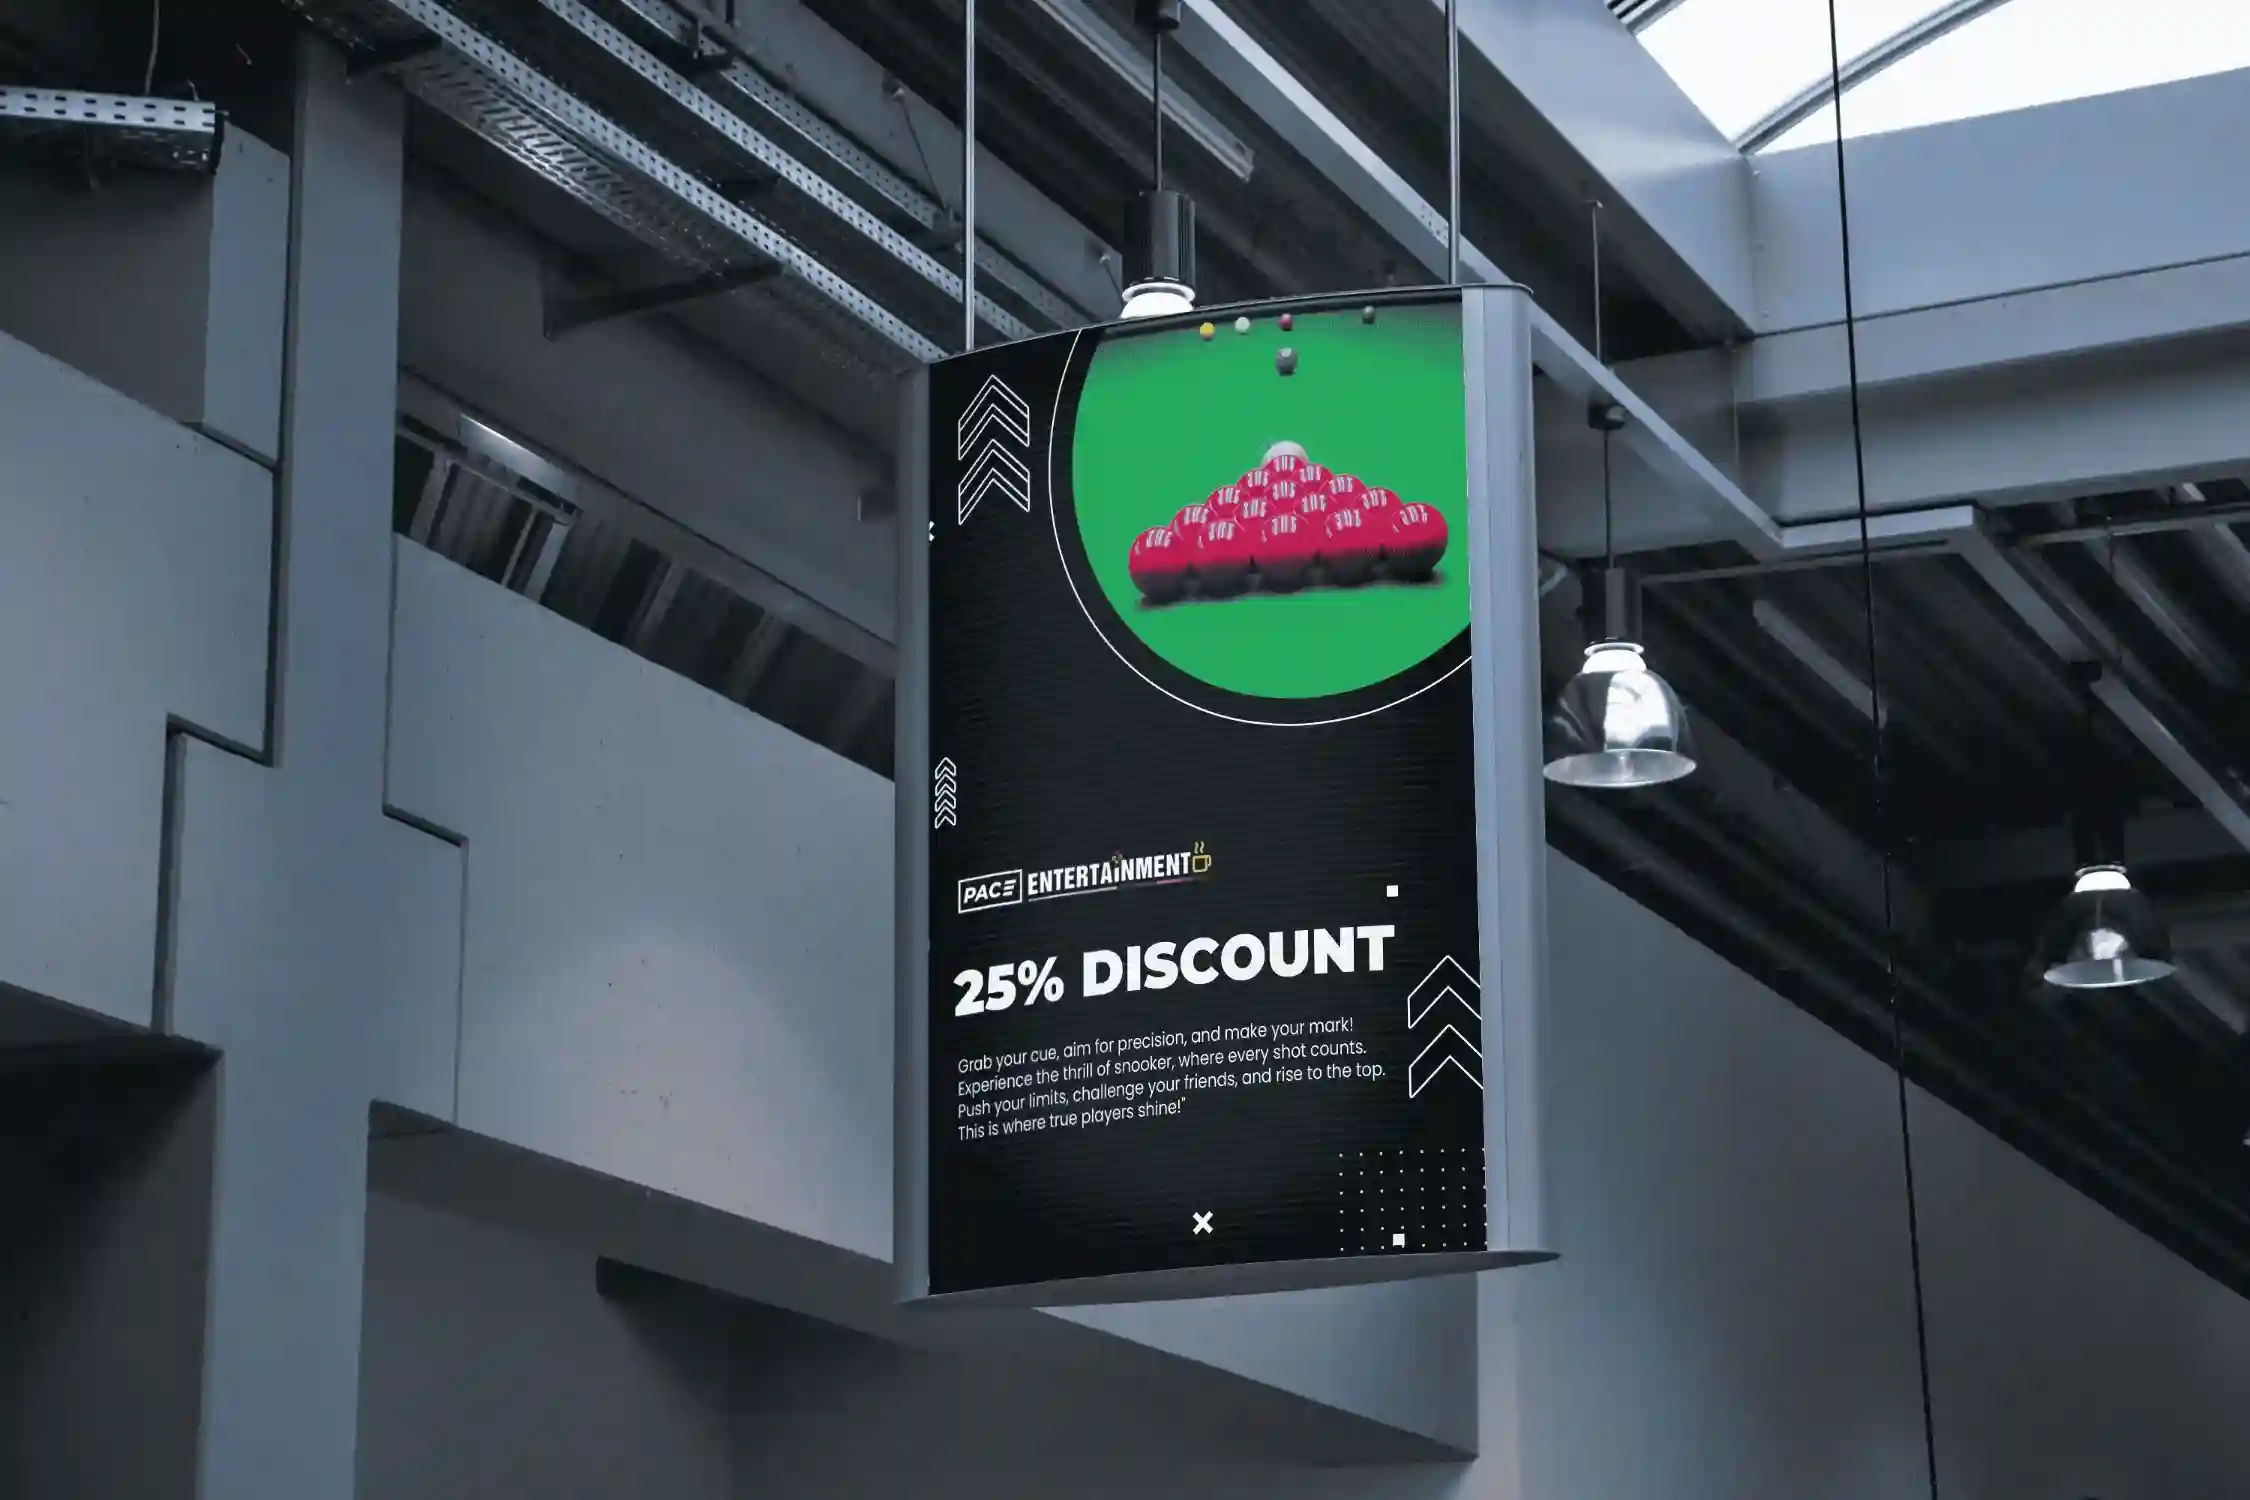 PACE ENTERTAINMENT
25% DISCOUNT
Grab your cue, aim for precision, and make your mark!
Experience the thrill of snooker, where every shot counts.
Push your limits, challenge your friends, and rise to the top.
This is where true players shine!"